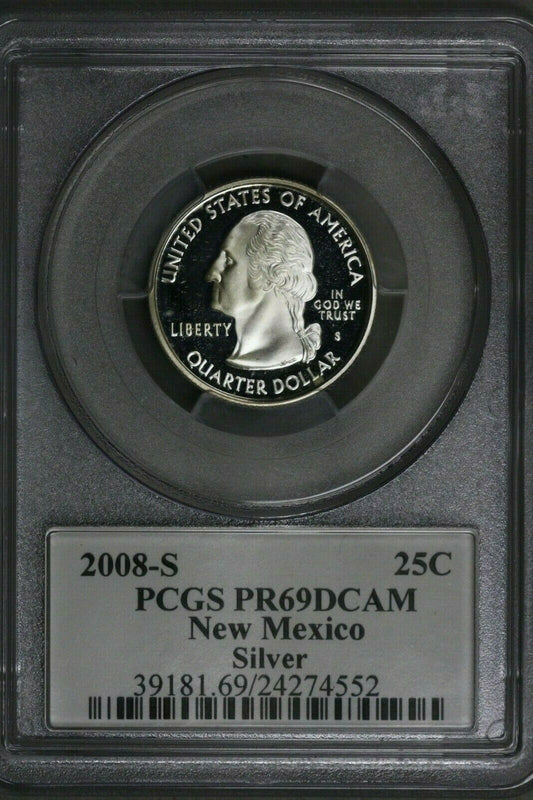 UNITED STATES OF AMERICA
IN
GOD WE
TRUST
LIBERTY
S
QUARTER DOLLAR
2008-S 25C
PCGS PR69DCAM
New Mexico
Silver
39181.69/24274552